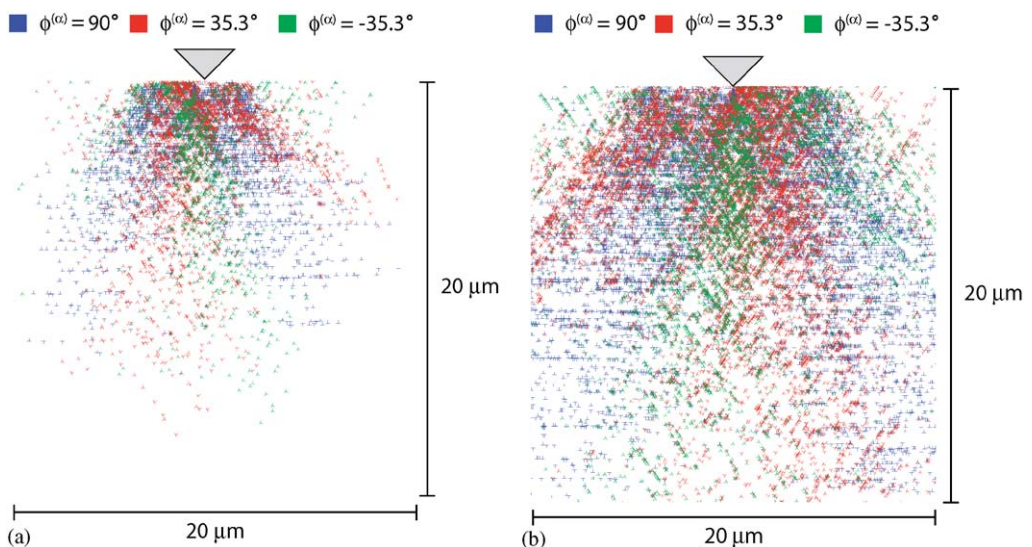 ϕ(α) = 90° ϕ(α) = 35.3° ϕ(α) = -35.3°
20 μm
20 μm
(a)
ϕ(α) = 90° ϕ(α) = 35.3° ϕ(α) = -35.3°
20 μm
20 μm
(b)